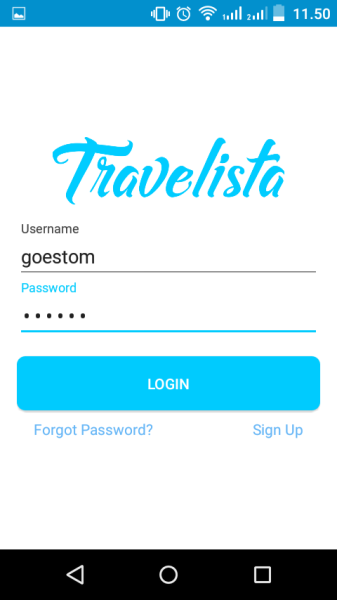 11.50
Travelista
Username
goestom
Password
••••••
LOGIN
Forgot Password? Sign Up